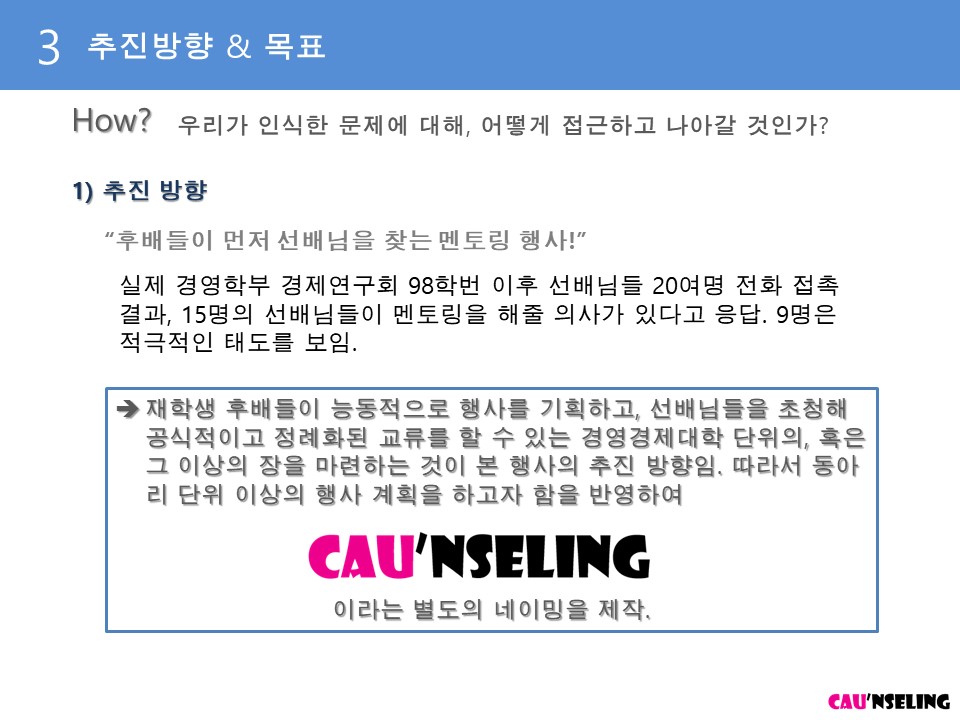 3 추진방향 & 목표
How? 우리가 인식한 문제에 대해, 어떻게 접근하고 나아갈 것인가?
1) 추진 방향
“후배들이 먼저 선배님을 찾는 멘토링 행사!”
실제 경영학부 경제연구회 98학번 이후 선배님들 20여명 전화 접촉
결과, 15명의 선배님들이 멘토링을 해줄 의사가 있다고 응답. 9명은
적극적인 태도를 보임.
➔ 재학생 후배들이 능동적으로 행사를 기획하고, 선배님들을 초청해
공식적이고 정례화된 교류를 할 수 있는 경영경제대학 단위의, 혹은
그 이상의 장을 마련하는 것이 본 행사의 추진 방향임. 따라서 동아
리 단위 이상의 행사 계획을 하고자 함을 반영하여
CAU’NSELING
이라는 별도의 네이밍을 제작.
CAU’NSELING